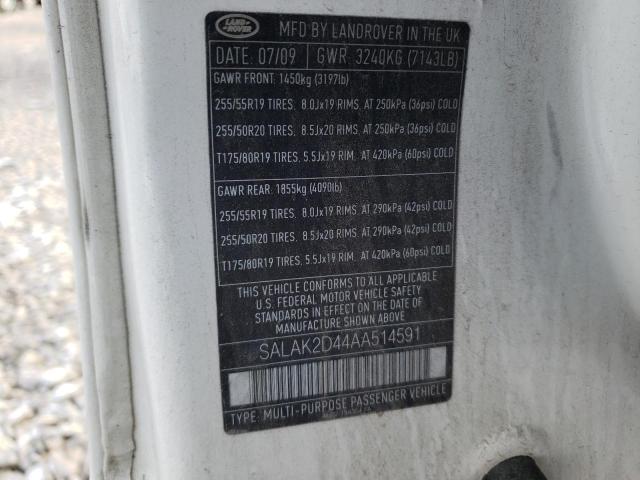 LAND ROVER
MFD BY LANDROVER IN THE UK
DATE: 07/09 GWR: 3240KG (7143LB)
GAWR FRONT: 1450kg (3197lb)
255/55R19 TIRES. 8.0Jx19 RIMS. AT 250kPa (36psi) COLD
255/50R20 TIRES. 8.5Jx20 RIMS. AT 250kPa (36psi) COLD
T175/80R19 TIRES. 5.5Jx19 RIM. AT 420kPa (60psi) COLD
GAWR REAR: 1855kg (4090lb)
255/55R19 TIRES. 8.0Jx19 RIMS. AT 290kPa (42psi) COLD
255/50R20 TIRES. 8.5Jx20 RIMS. AT 290kPa (42psi) COLD
T175/80R19 TIRES. 5.5Jx19 RIM. AT 420kPa (60psi) COLD
THIS VEHICLE CONFORMS TO ALL APPLICABLE
U.S. FEDERAL MOTOR VEHICLE SAFETY
STANDARDS IN EFFECT ON THE DATE OF
MANUFACTURE SHOWN ABOVE
SALAK2D44AA514591
TYPE: MULTI-PURPOSE PASSENGER VEHICLE